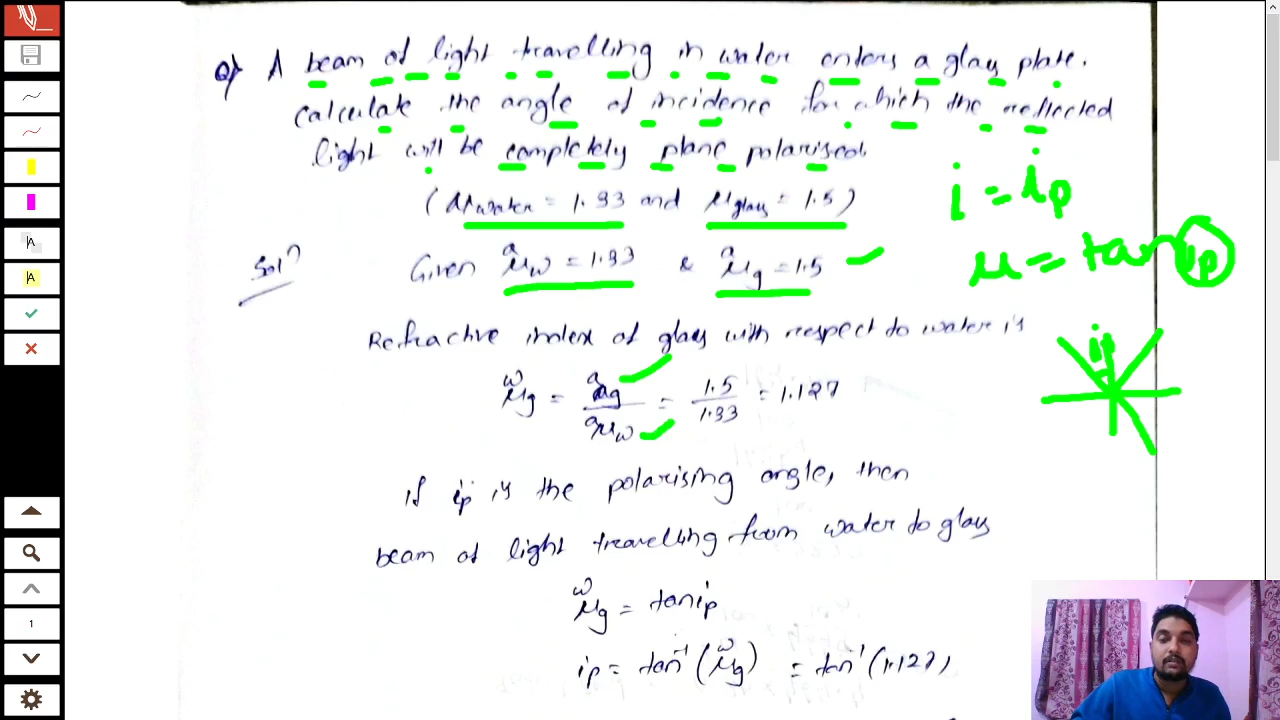 Q) A beam of light travelling in water enters a glass plate.
calculate the angle of incidence for which the reflected
light will be completely plane polarised
(μwater = 1.33 and μglass = 1.5)
i = ip
Soln
Given ᵃμw = 1.33 & ᵃμg = 1.5
μ = tan ip
Refractive index of glass with respect to water is
ʷμg = ᵃμg / ᵃμw = 1.5 / 1.33 = 1.127
ip
If ip is the polarising angle, then
beam of light travelling from water to glass
ʷμg = tan ip
ip = tan⁻¹ (ʷμg) = tan⁻¹ (1.127)
A
A
1